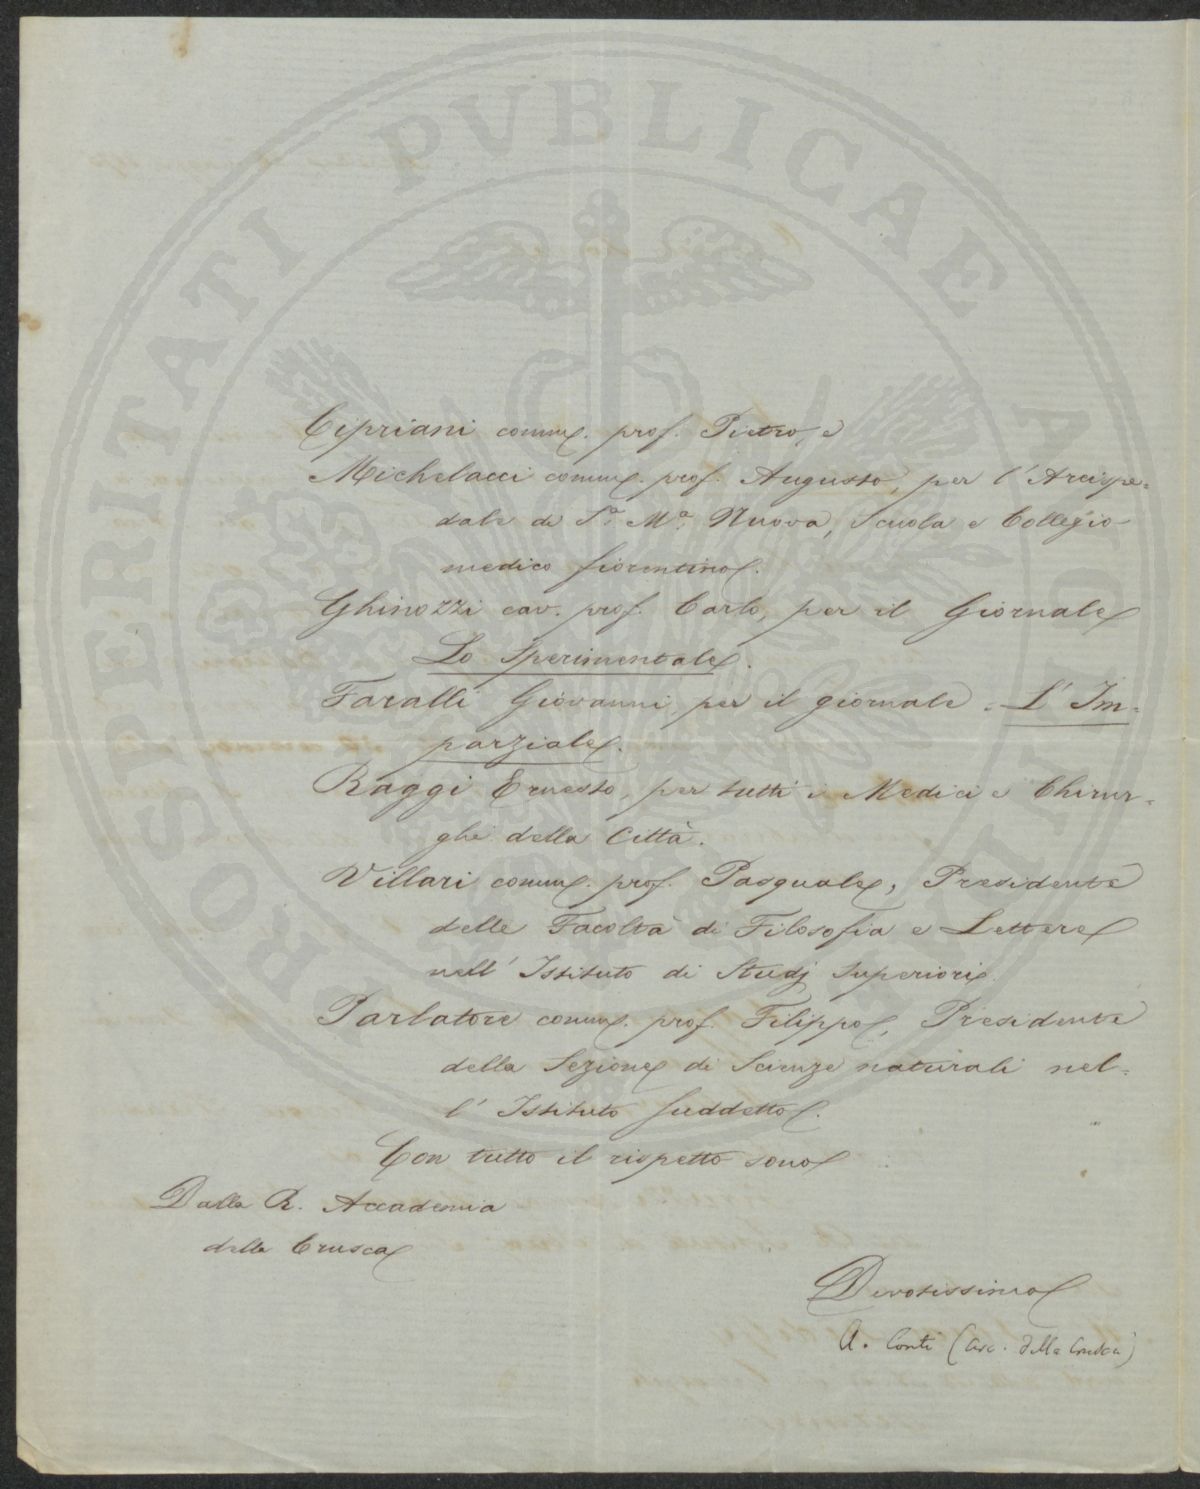 PROSPERITATI PVBLICAE
Cipriani comm. prof. Pietro, e
Michelacci comm. prof. Augusto, per l'Arcispe=
dale di S.ª M.ª Nuova, Scuola e Collegio
medico fiorentino.
Ghinozzi cav. prof. Carlo, per il Giornale
Lo Sperimentale.
Faralli Giovanni, per il giornale L'Im=
parziale.
Raggi Ernesto, per tutti i Medici e Chirur=
ghi della Città.
Villari comm. prof. Pasquale, Presidente
delle Facoltà di Filosofia e Lettere
nell'Istituto di Studj Superiori.
Parlatore comm. prof. Filippo, Presidente
della Sezione di Scienze naturali nel=
l'Istituto suddetto.
Con tutto il rispetto sono
Dalla R. Accademia
della Crusca
Devotissimo
A. Conti (Arc. della Crusca)